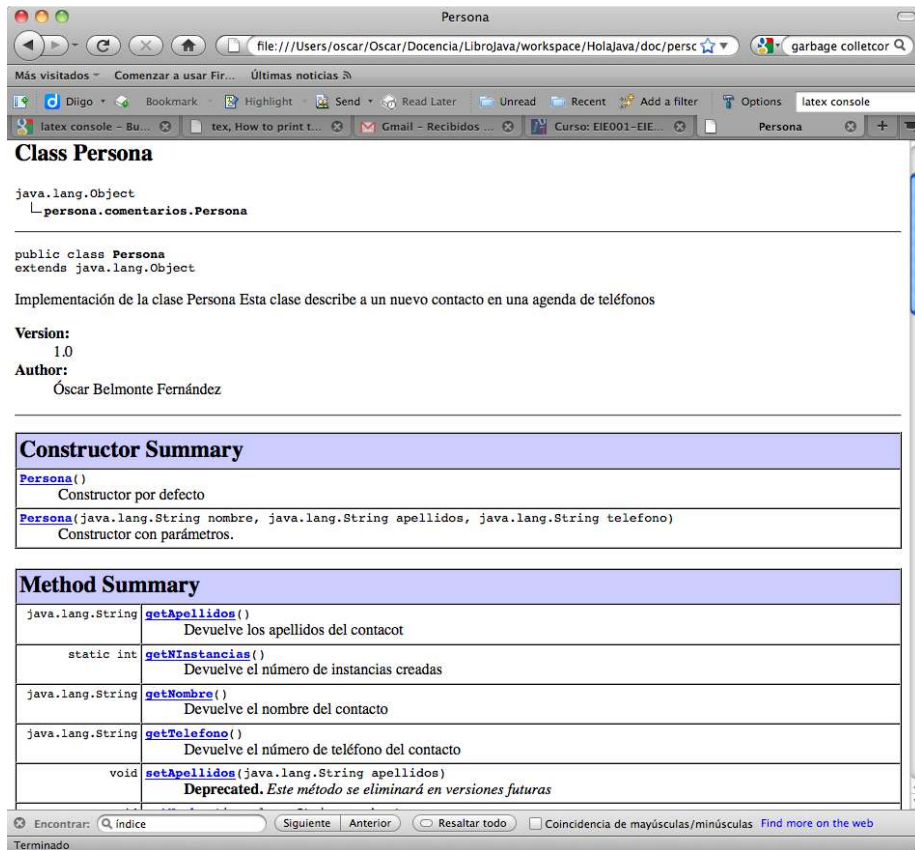 Persona
file:///Users/oscar/Oscar/Docencia/LibroJava/workspace/HolaJava/doc/persc
garbage colletcor
Más visitados Comenzar a usar Fir... Últimas noticias
Diigo Bookmark Highlight Send Read Later Unread Recent Add a filter Options latex console
latex console - Bu... tex, How to print t... Gmail - Recibidos ... Curso: EIE001-EIE... Persona
Class Persona
java.lang.Object
persona.comentarios.Persona
public class Persona
extends java.lang.Object
Implementación de la clase Persona Esta clase describe a un nuevo contacto en una agenda de teléfonos
Version:
1.0
Author:
Óscar Belmonte Fernández
Constructor Summary
Persona()
Constructor por defecto
Persona(java.lang.String nombre, java.lang.String apellidos, java.lang.String telefono)
Constructor con parámetros.
Method Summary
java.lang.String getApellidos()
Devuelve los apellidos del contacot
static int getNInstancias()
Devuelve el número de instancias creadas
java.lang.String getNombre()
Devuelve el nombre del contacto
java.lang.String getTelefono()
Devuelve el número de teléfono del contacto
void setApellidos(java.lang.String apellidos)
Deprecated. Este método se eliminará en versiones futuras
Encontrar: índice Siguiente Anterior Resaltar todo Coincidencia de mayúsculas/minúsculas Find more on the web
Terminado